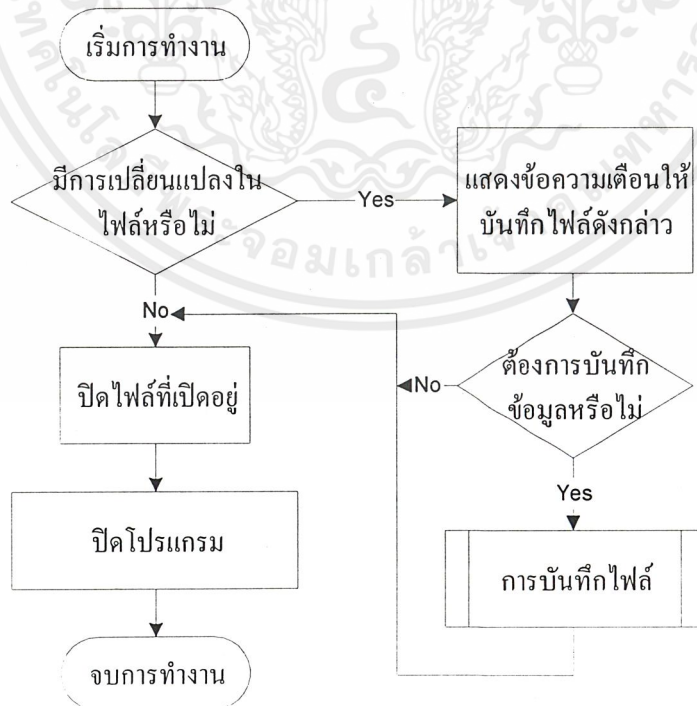 เริ่มการทำงาน
มีการเปลี่ยนแปลงใน
ไฟล์หรือไม่
Yes
แสดงข้อความเตือนให้
บันทึกไฟล์ดังกล่าว
No
ต้องการบันทึก
ข้อมูลหรือไม่
No
ปิดไฟล์ที่เปิดอยู่
Yes
ปิดโปรแกรม
การบันทึกไฟล์
จบการทำงาน